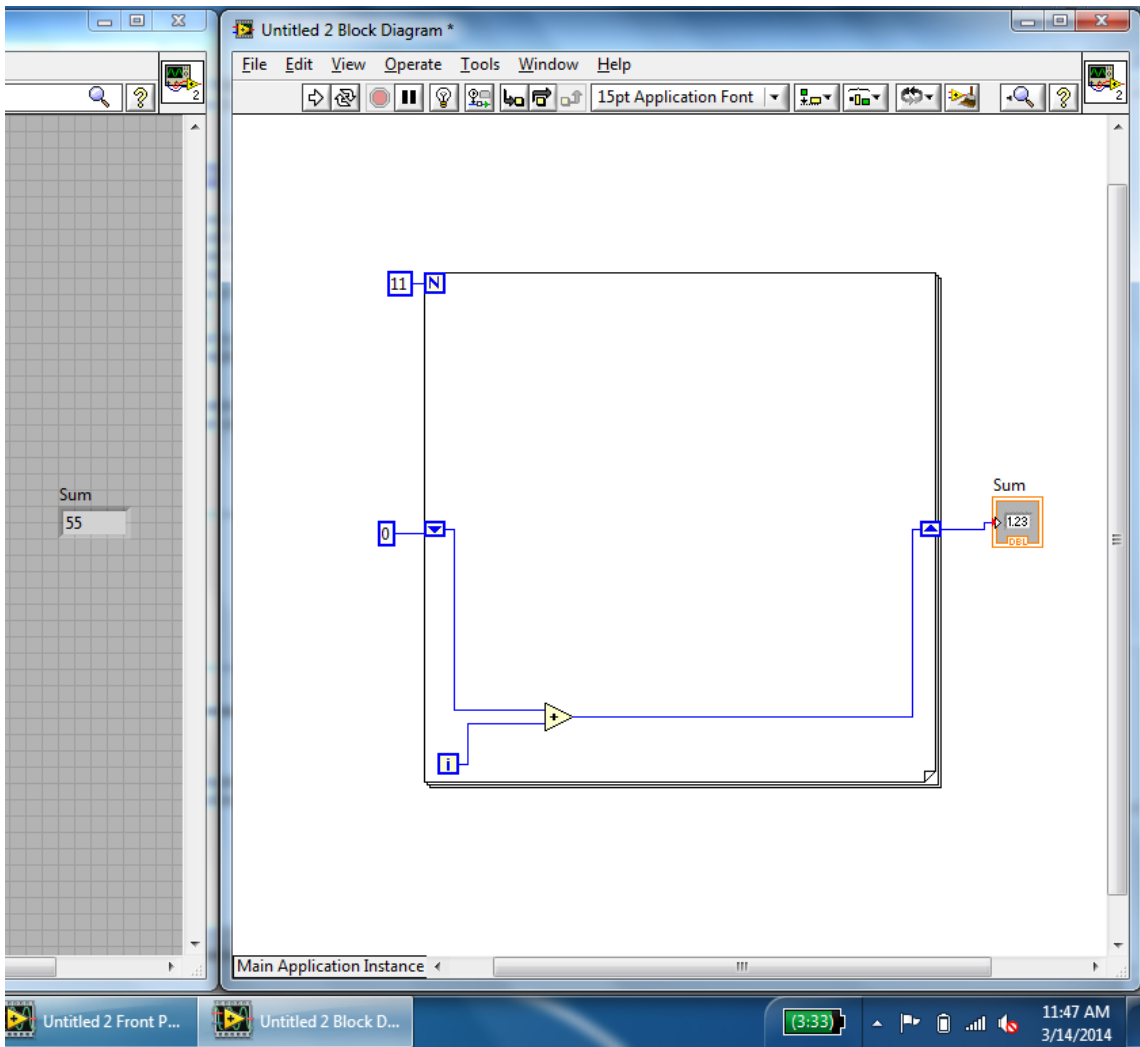 Untitled 2 Block Diagram *
File Edit View Operate Tools Window Help
15pt Application Font
2
2
11
N
Sum
55
0
Sum
1.23
DBL
+
i
Main Application Instance
Untitled 2 Front P...
Untitled 2 Block D...
(3:33)
11:47 AM
3/14/2014